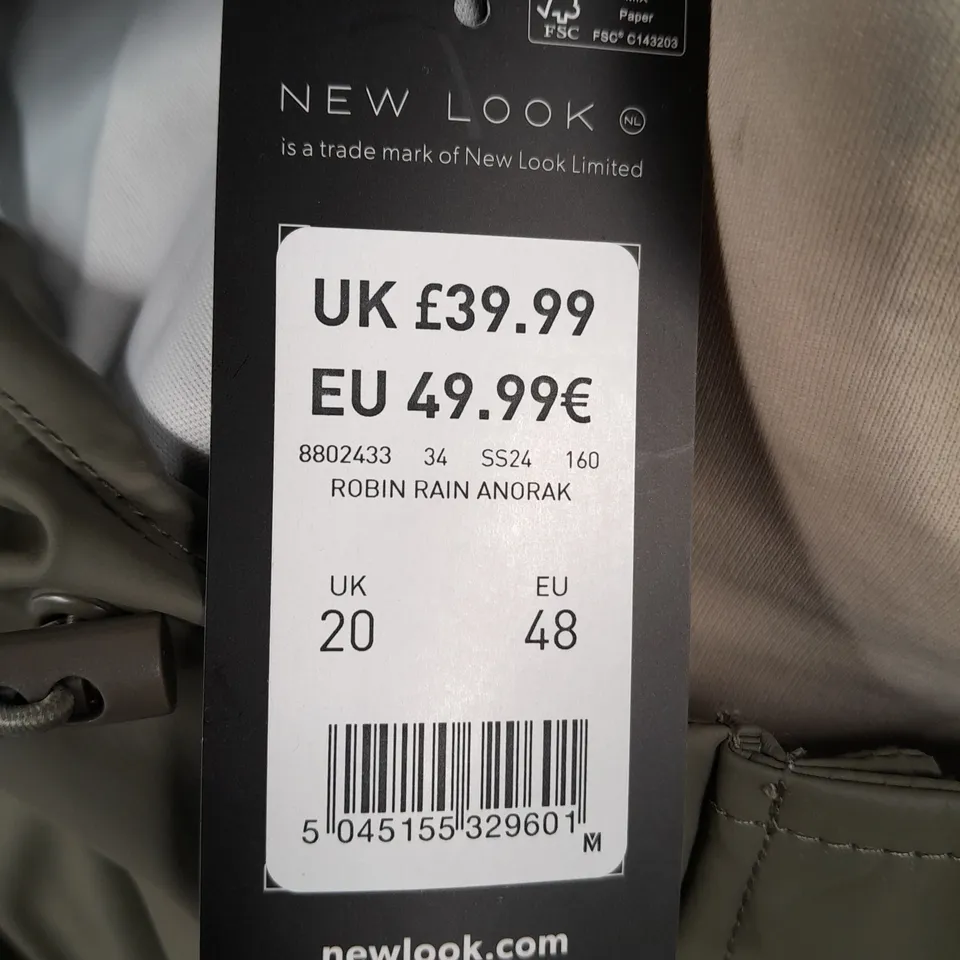 Paper
FSC FSC® C143203
NEW LOOK NL
is a trade mark of New Look Limited
UK £39.99
EU 49.99€
8802433 34 SS24 160
ROBIN RAIN ANORAK
UK EU
20 48
5 045155 329601
newlook.com